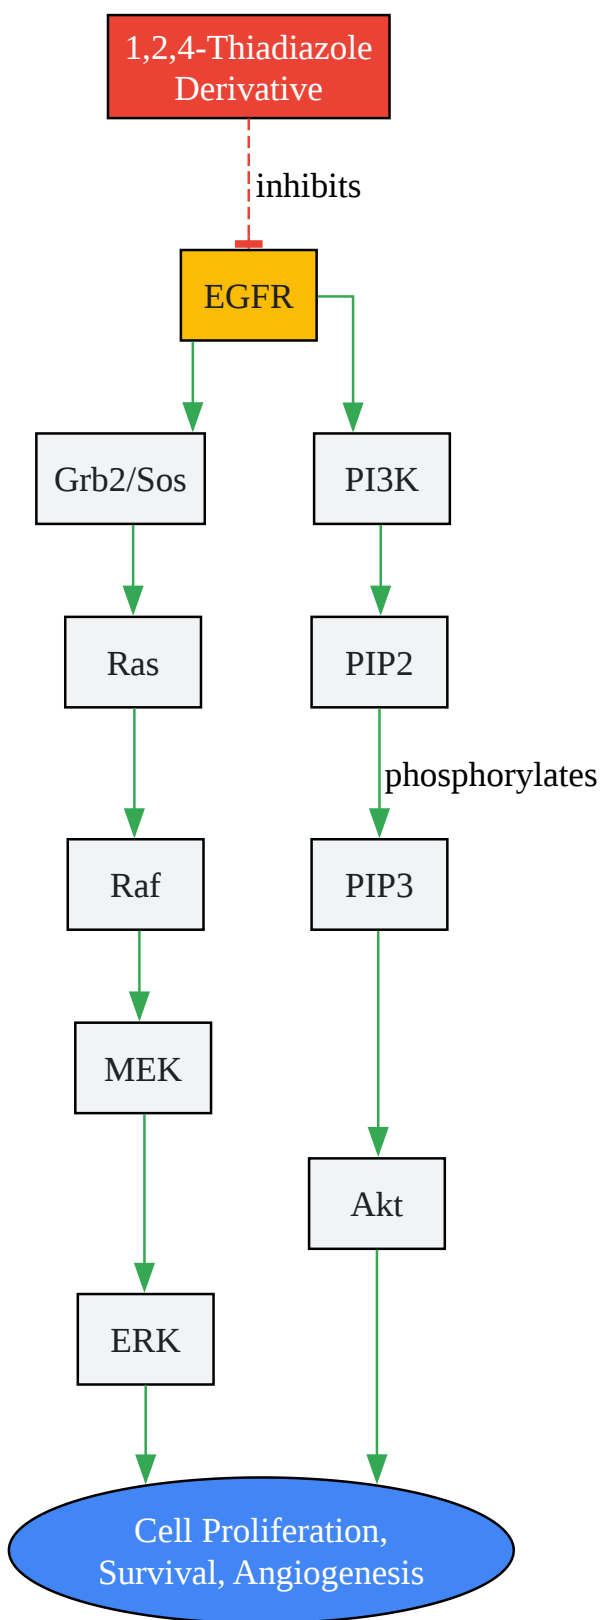 1,2,4-Thiadiazole
Derivative
inhibits
EGFR
Grb2/Sos
PI3K
Ras
PIP2
phosphorylates
Raf
PIP3
MEK
Akt
ERK
Cell Proliferation,
Survival, Angiogenesis